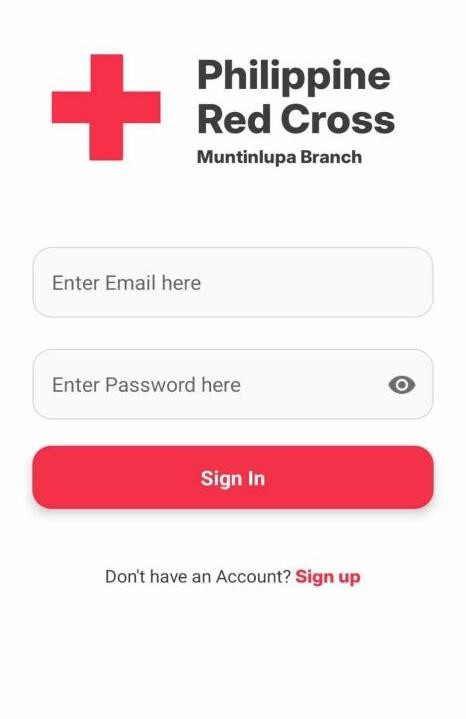 Philippine
Red Cross
Muntinlupa Branch
Enter Email here
Enter Password here
Sign In
Don't have an Account? Sign up